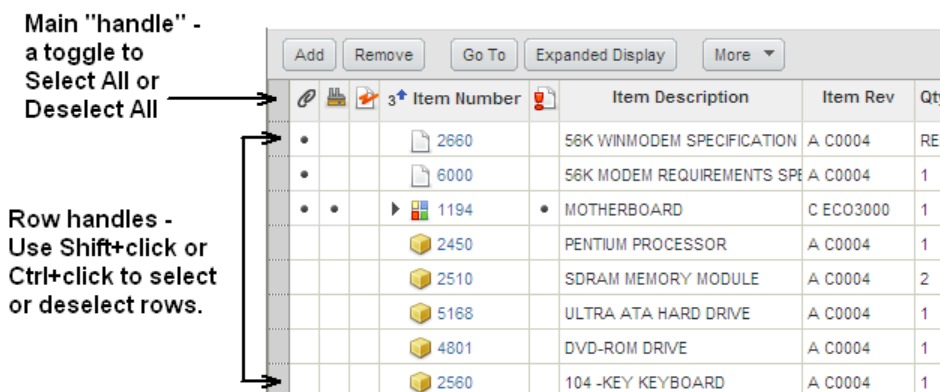 Main "handle" -
a toggle to
Select All or
Deselect All
Row handles -
Use Shift+click or
Ctrl+click to select
or deselect rows.
Add Remove Go To Expanded Display More
3 Item Number Item Description Item Rev Qty
2660 56K WINMODEM SPECIFICATION A C0004 RE
6000 56K MODEM REQUIREMENTS SPE A C0004 1
1194 MOTHERBOARD C ECO3000 1
2450 PENTIUM PROCESSOR A C0004 1
2510 SDRAM MEMORY MODULE A C0004 2
5168 ULTRA ATA HARD DRIVE A C0004 1
4801 DVD-ROM DRIVE A C0004 1
2560 104 -KEY KEYBOARD A C0004 1